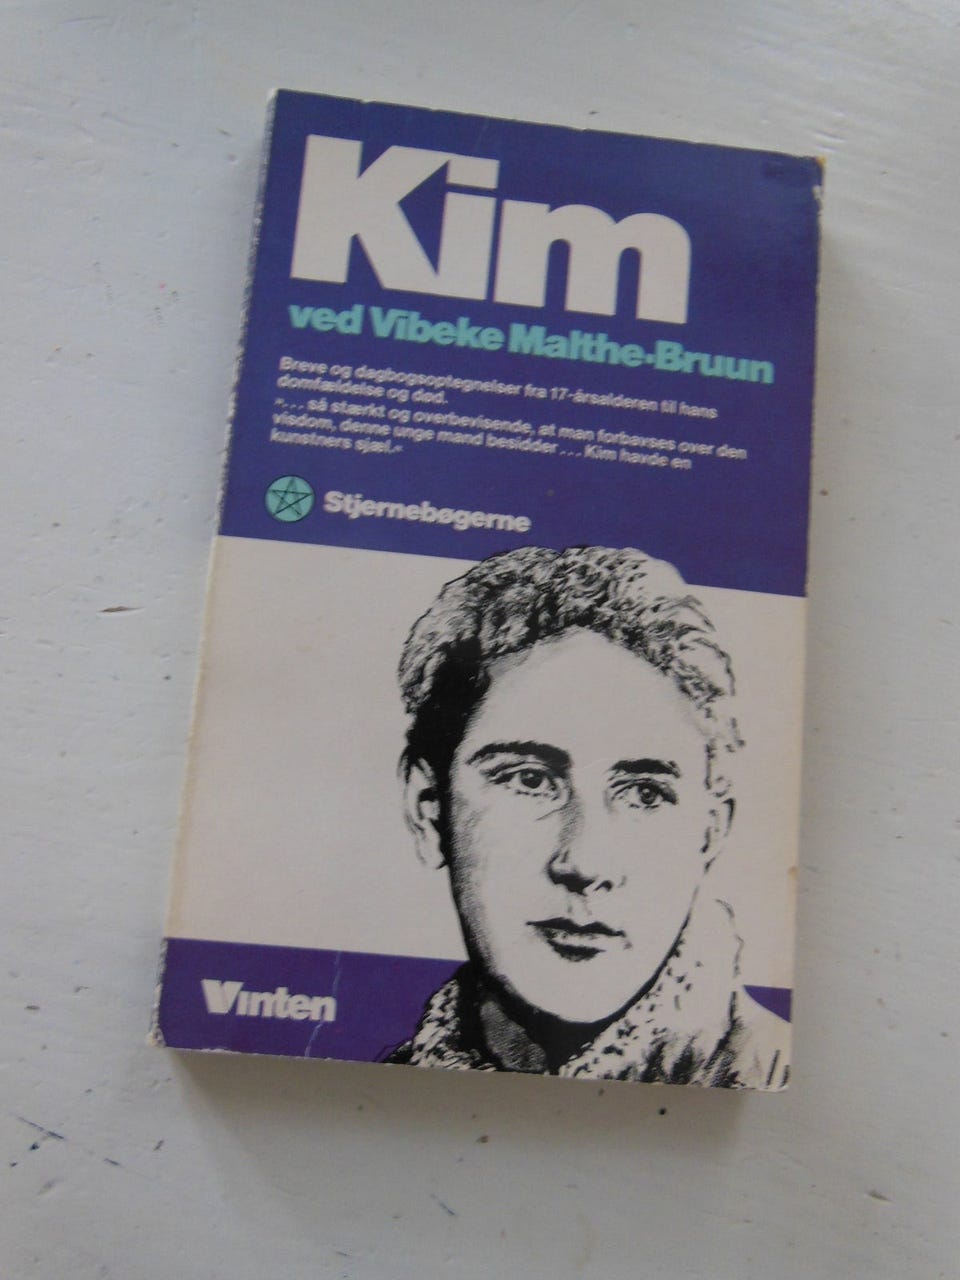 Kim
ved Vibeke Malthe-Bruun
Breve og dagbogsoptegnelser fra 17-årsalderen til hans
domfældelse og død.
»... så stærkt og overbevisende, at man forbavses over den
visdom, denne unge mand besidder ... Kim havde en
kunstners sjæl.«
Stjernebøgerne
Vinten